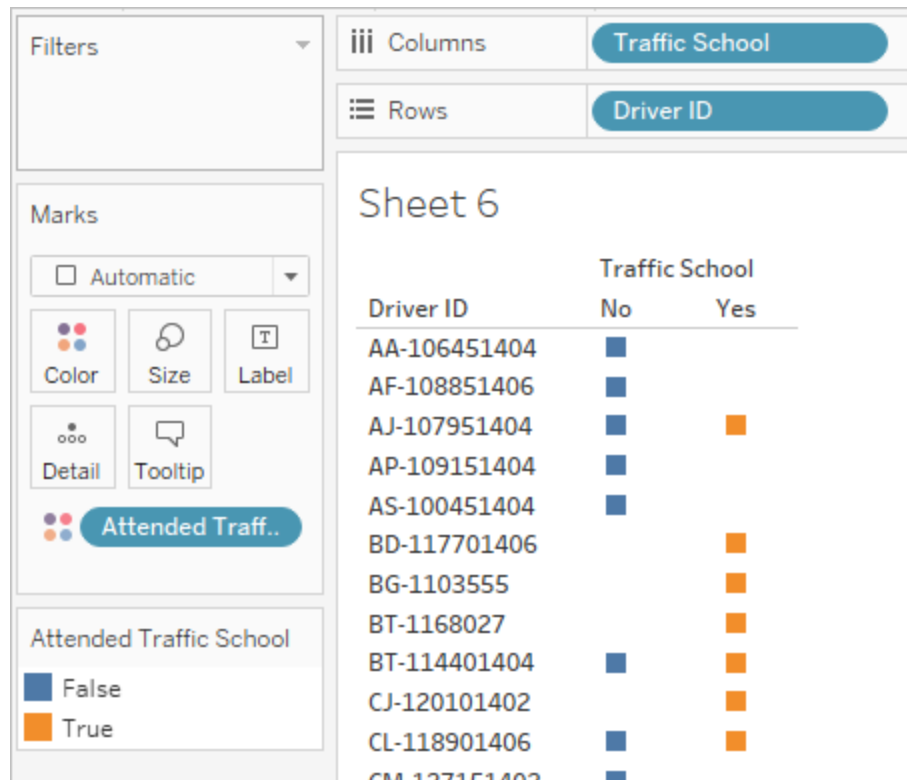 Filters
iii Columns Traffic School
Rows Driver ID
Marks
Automatic
Color Size Label
Detail Tooltip
Attended Traff..
Attended Traffic School
False
True
Sheet 6
Traffic School
Driver ID No Yes
AA-106451404
AF-108851406
AJ-107951404
AP-109151404
AS-100451404
BD-117701406
BG-1103555
BT-1168027
BT-114401404
CJ-120101402
CL-118901406